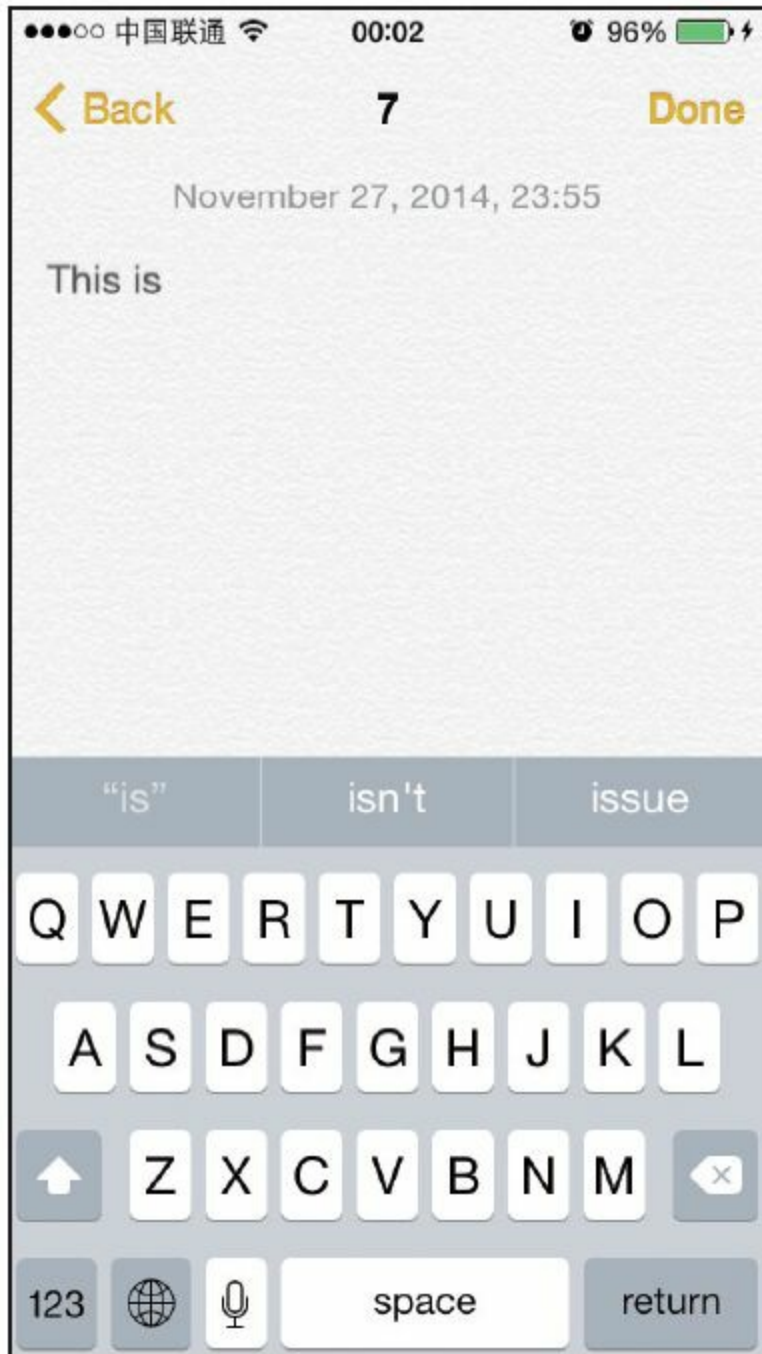 中国联通 00:02 96%
Back 7 Done
November 27, 2014, 23:55
This is
“is” isn't issue
Q W E R T Y U I O P
A S D F G H J K L
Z X C V B N M
123 space return